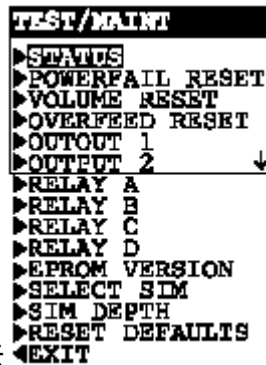 TEST/MAINT
▶STATUS
▶POWERFAIL RESET
▶VOLUME RESET
▶OVERFEED RESET
▶OUTOUT 1
▶OUTPUT 2 ↓
▶RELAY A
▶RELAY B
▶RELAY C
▶RELAY D
▶EPROM VERSION
▶SELECT SIM
▶SIM DEPTH
▶RESET DEFAULTS
◀EXIT